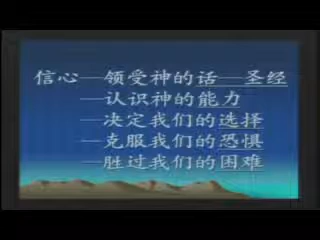 信心—领受神的话—圣经
—认识神的能力
—决定我们的选择
—克服我们的恐惧
—胜过我们的困难